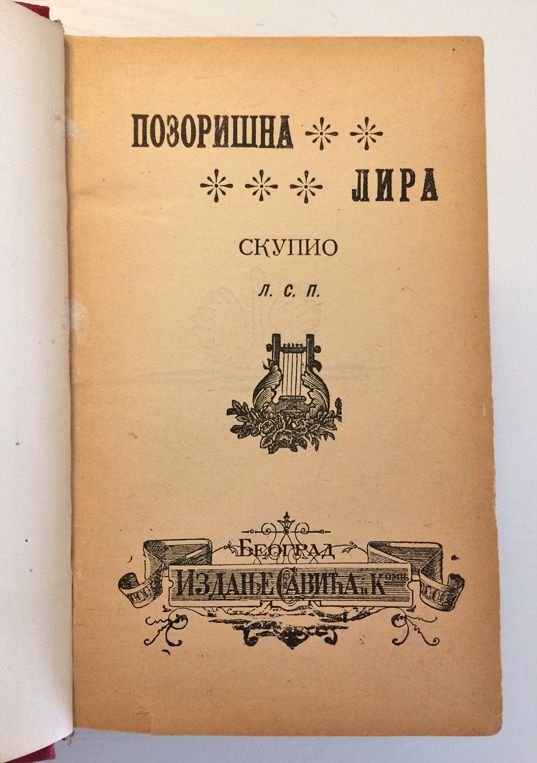 ПОЗОРИШНА
ЛИРА
СКУПИО
Л. С. П.
БЕОГРАД
ИЗДАЊЕ САВИЋА и КОМП.